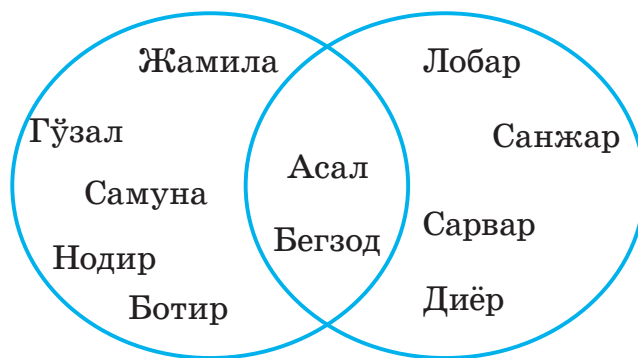 Жамила
Гўзал
Самуна
Нодир
Ботир
Асал
Бегзод
Лобар
Санжар
Сарвар
Диёр